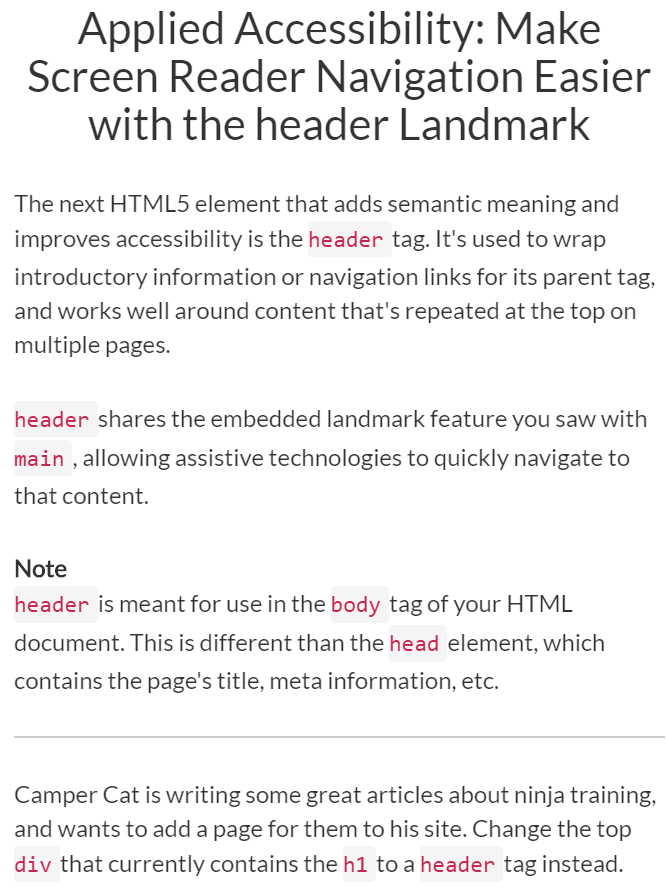 Applied Accessibility: Make
Screen Reader Navigation Easier
with the header Landmark
The next HTML5 element that adds semantic meaning and
improves accessibility is the header tag. It's used to wrap
introductory information or navigation links for its parent tag,
and works well around content that's repeated at the top on
multiple pages.
header shares the embedded landmark feature you saw with
main , allowing assistive technologies to quickly navigate to
that content.
Note
header is meant for use in the body tag of your HTML
document. This is different than the head element, which
contains the page's title, meta information, etc.
Camper Cat is writing some great articles about ninja training,
and wants to add a page for them to his site. Change the top
div that currently contains the h1 to a header tag instead.